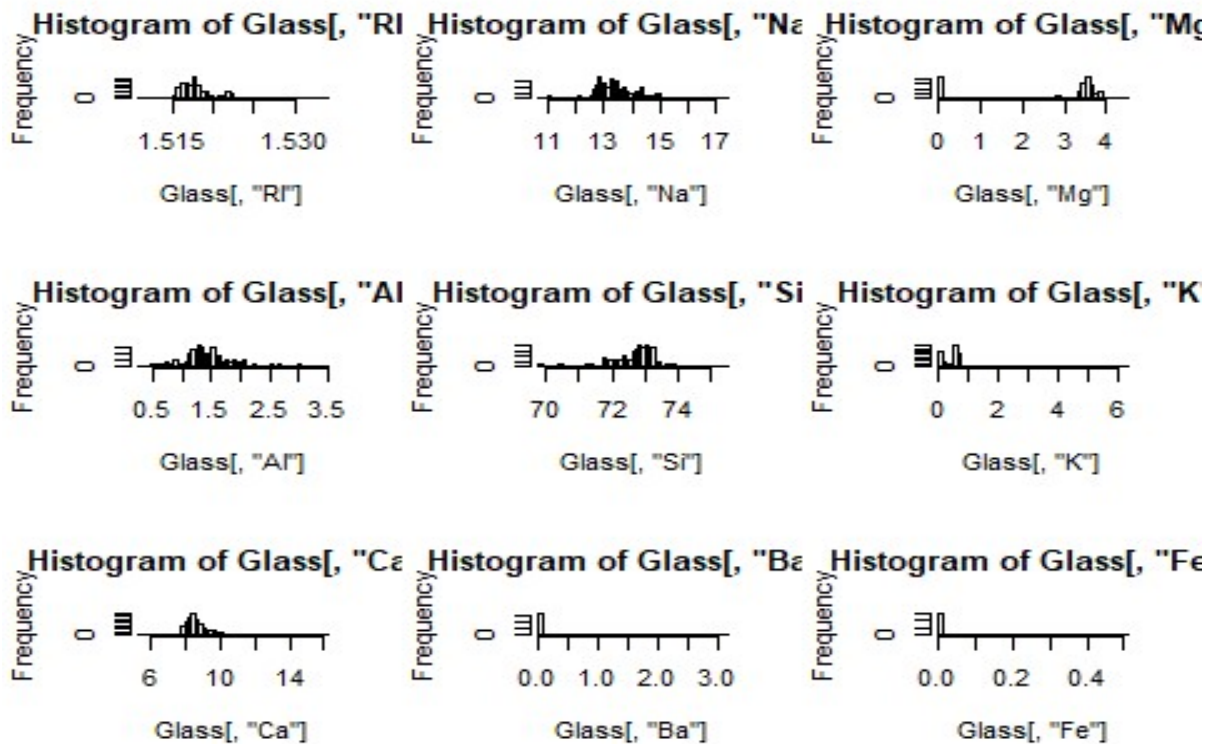 Histogram of Glass[, "RI
Frequency
0
1.515 1.530
Glass[, "RI"]
Histogram of Glass[, "Na
Frequency
0
11 13 15 17
Glass[, "Na"]
Histogram of Glass[, "Mg
Frequency
0
0 1 2 3 4
Glass[, "Mg"]
Histogram of Glass[, "Al
Frequency
0
0.5 1.5 2.5 3.5
Glass[, "Al"]
Histogram of Glass[, "Si
Frequency
0
70 72 74
Glass[, "Si"]
Histogram of Glass[, "K"
Frequency
0
0 2 4 6
Glass[, "K"]
Histogram of Glass[, "Ca
Frequency
0
6 10 14
Glass[, "Ca"]
Histogram of Glass[, "Ba
Frequency
0
0.0 1.0 2.0 3.0
Glass[, "Ba"]
Histogram of Glass[, "Fe
Frequency
0
0.0 0.2 0.4
Glass[, "Fe"]